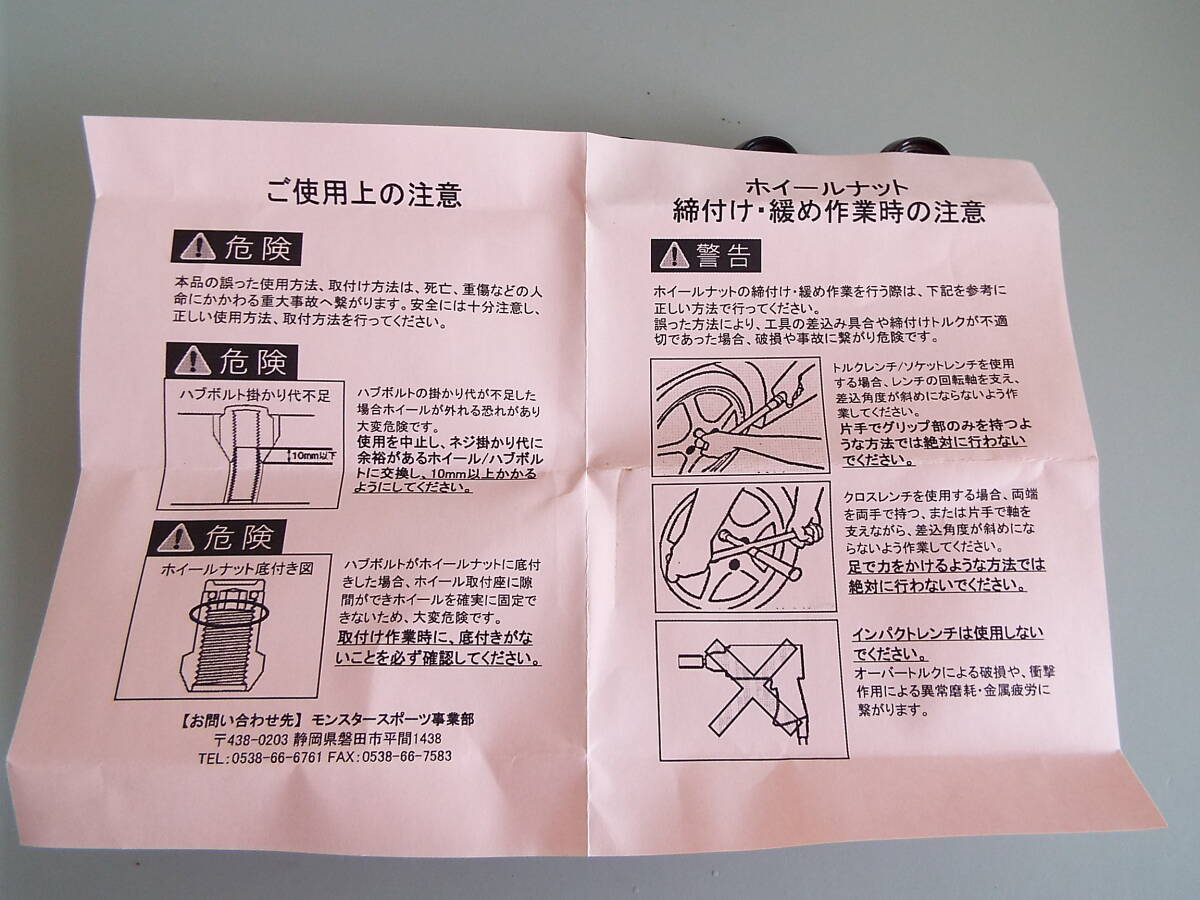 ご使用上の注意
危険
本品の誤った使用方法、取付け方法は、死亡、重傷などの人
命にかかわる重大事故へ繋がります。安全には十分注意し、
正しい使用方法、取付方法を行ってください。
危険
ハブボルト掛かり代不足
10mm以下
ハブボルトの掛かり代が不足した
場合ホイールが外れる恐れがあり
大変危険です。
使用を中止し、ネジ掛かり代に
余裕があるホイール/ハブボル
トに交換し、10mm以上かかる
ようにしてください。
危険
ホイールナット底付き図
ハブボルトがホイールナットに底付
きした場合、ホイール取付座に隙
間ができホイールを確実に固定で
きないため、大変危険です。
取付け作業時に、底付きがな
いことを必ず確認してください。
【お問い合わせ先】 モンスタースポーツ事業部
〒438-0203 静岡県磐田市平間1438
TEL:0538-66-6761 FAX:0538-66-7583
ホイールナット
締付け・緩め作業時の注意
警告
ホイールナットの締付け・緩め作業を行う際は、下記を参考に
正しい方法で行ってください。
誤った方法により、工具の差込み具合や締付けトルクが不適
切であった場合、破損や事故に繋がり危険です。
トルクレンチ/ソケットレンチを使用
する場合、レンチの回転軸を支え、
差込角度が斜めにならないよう作
業してください。
片手でグリップ部のみを持つよ
うな方法では絶対に行わない
でください。
クロスレンチを使用する場合、両端
を両手で持つ、または片手で軸を
支えながら、差込角度が斜めにな
らないよう作業してください。
足で力をかけるような方法では
絶対に行わないでください。
インパクトレンチは使用しない
でください。
オーバートルクによる破損や、衝撃
作用による異常磨耗・金属疲労に
繋がります。